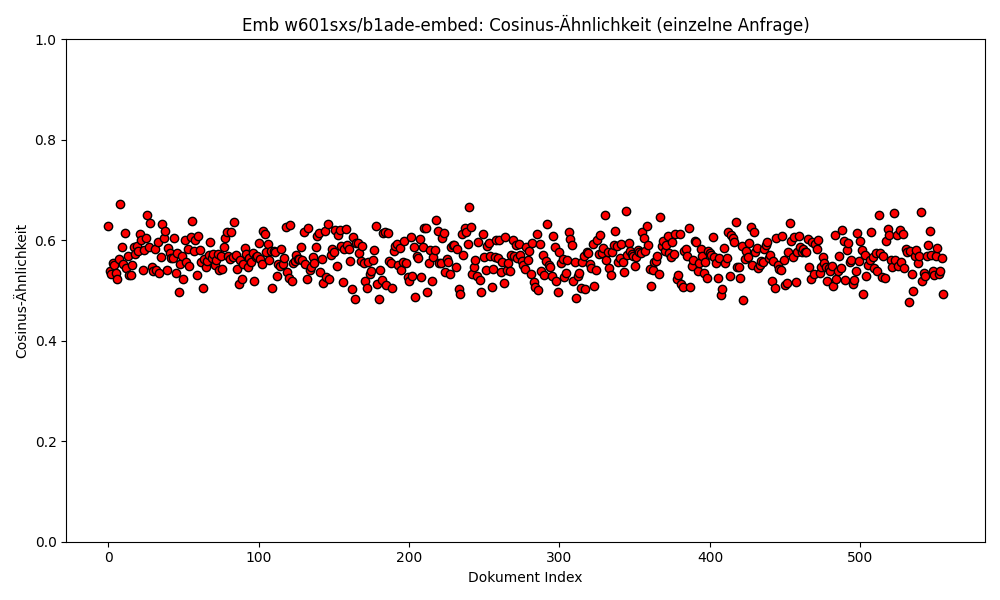 Emb w601sxs/b1ade-embed: Cosinus-Ähnlichkeit (einzelne Anfrage)
1.0
0.8
0.6
0.4
0.2
0.0
Cosinus-Ähnlichkeit
0 100 200 300 400 500
Dokument Index